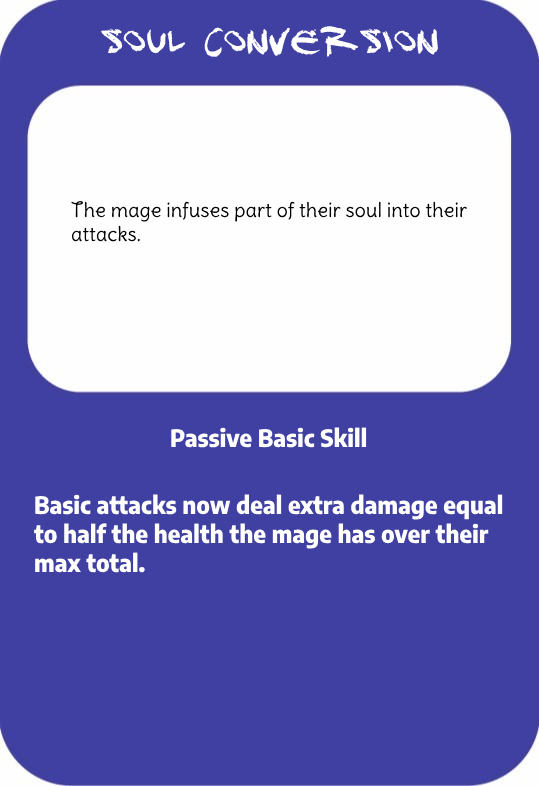 SOUL CONVERSION
The mage infuses part of their soul into their
attacks.
Passive Basic Skill
Basic attacks now deal extra damage equal
to half the health the mage has over their
max total.